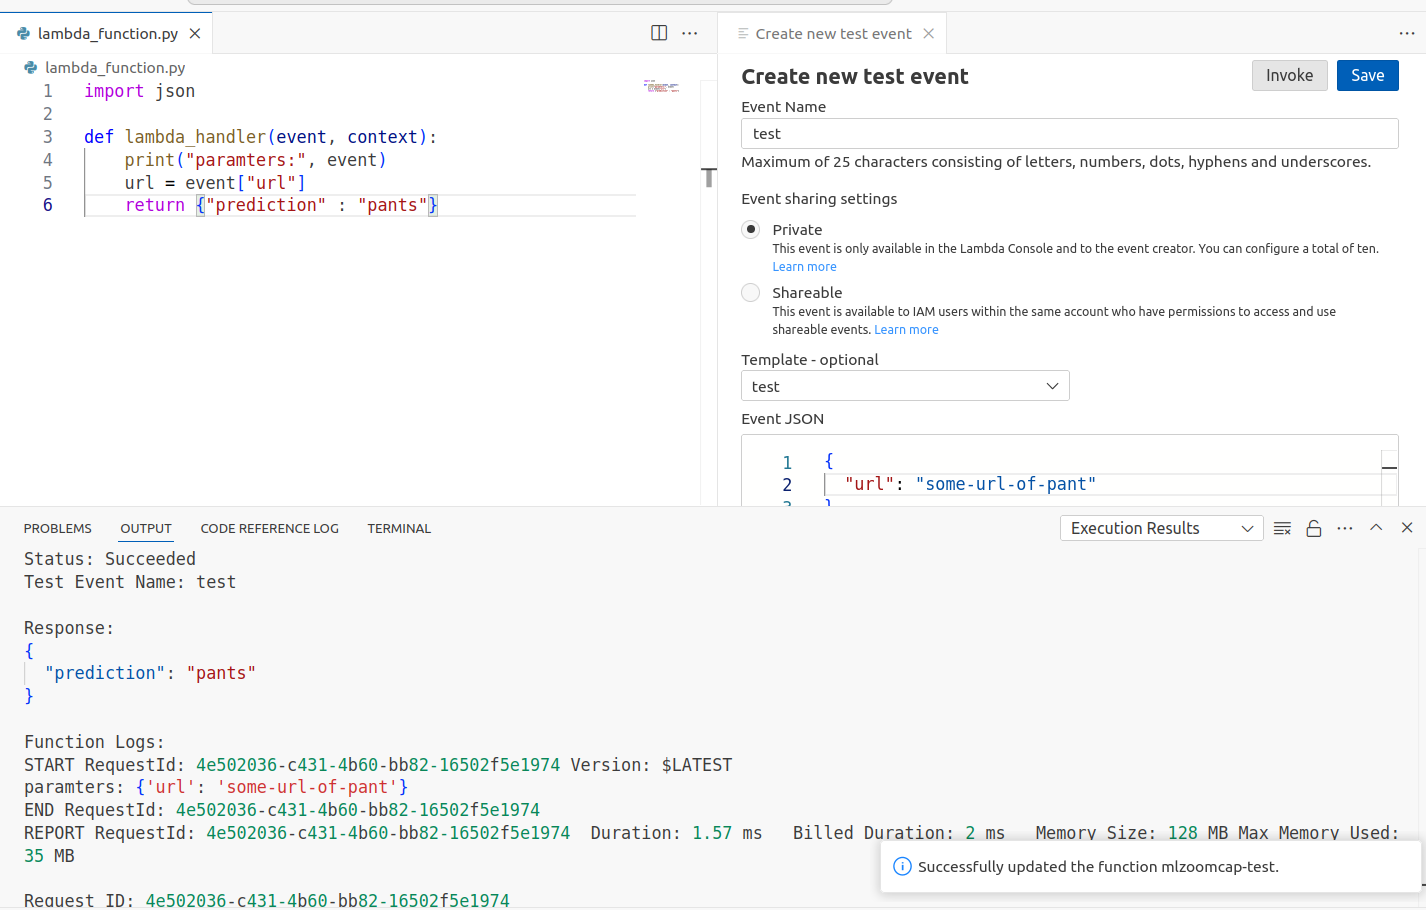 lambda_function.py
lambda_function.py
1 import json
2
3 def lambda_handler(event, context):
4     print("paramters:", event)
5     url = event["url"]
6     return {"prediction" : "pants"}
Create new test event
Create new test event
Invoke
Save
Event Name
test
Maximum of 25 characters consisting of letters, numbers, dots, hyphens and underscores.
Event sharing settings
Private
This event is only available in the Lambda Console and to the event creator. You can configure a total of ten.
Learn more
Shareable
This event is available to IAM users within the same account who have permissions to access and use
shareable events. Learn more
Template - optional
test
Event JSON
1 {
2   "url": "some-url-of-pant"
3 }
PROBLEMS OUTPUT CODE REFERENCE LOG TERMINAL
Execution Results
Status: Succeeded
Test Event Name: test
Response:
{
  "prediction": "pants"
}
Function Logs:
START RequestId: 4e502036-c431-4b60-bb82-16502f5e1974 Version: $LATEST
paramters: {'url': 'some-url-of-pant'}
END RequestId: 4e502036-c431-4b60-bb82-16502f5e1974
REPORT RequestId: 4e502036-c431-4b60-bb82-16502f5e1974 Duration: 1.57 ms Billed Duration: 2 ms Memory Size: 128 MB Max Memory Used:
35 MB
Successfully updated the function mlzoomcap-test.
Request ID: 4e502036-c431-4b60-bb82-16502f5e1974